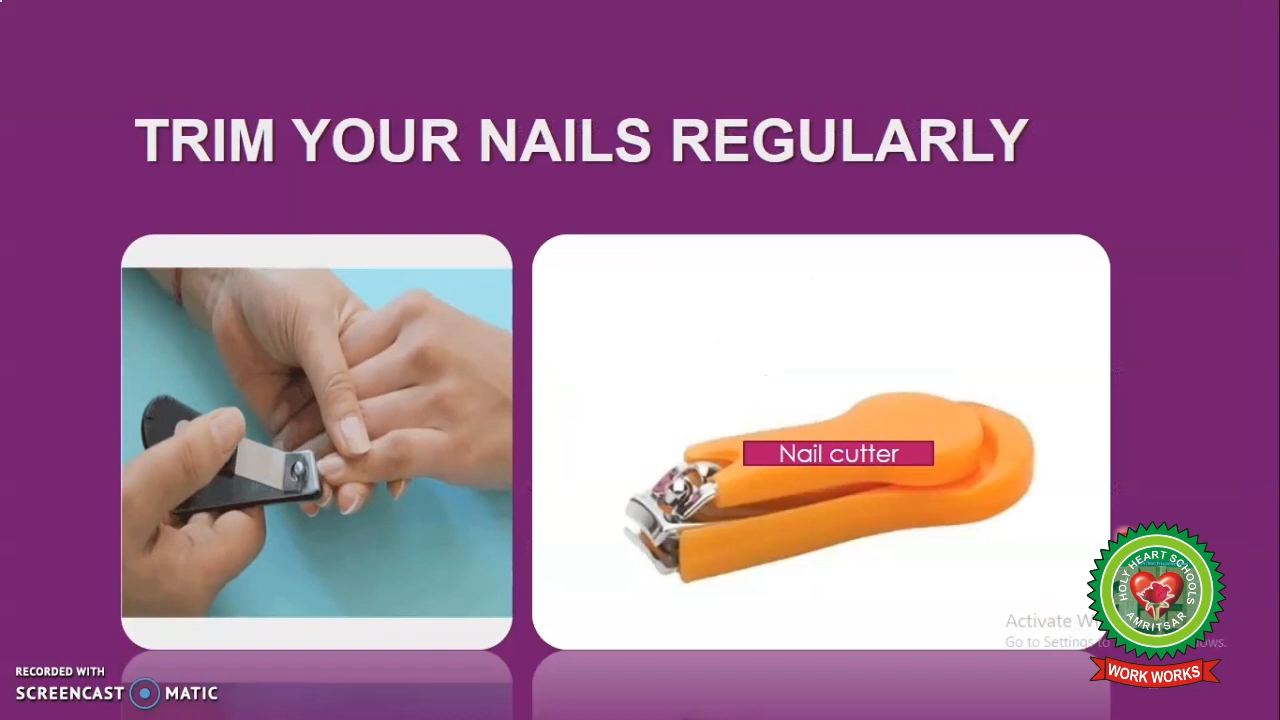 TRIM YOUR NAILS REGULARLY
Nail cutter
Activate W
Go to Settings to
ows.
HOLY HEART SCHOOLS
AMRITSAR
WORK WORKS
RECORDED WITH
SCREENCAST MATIC